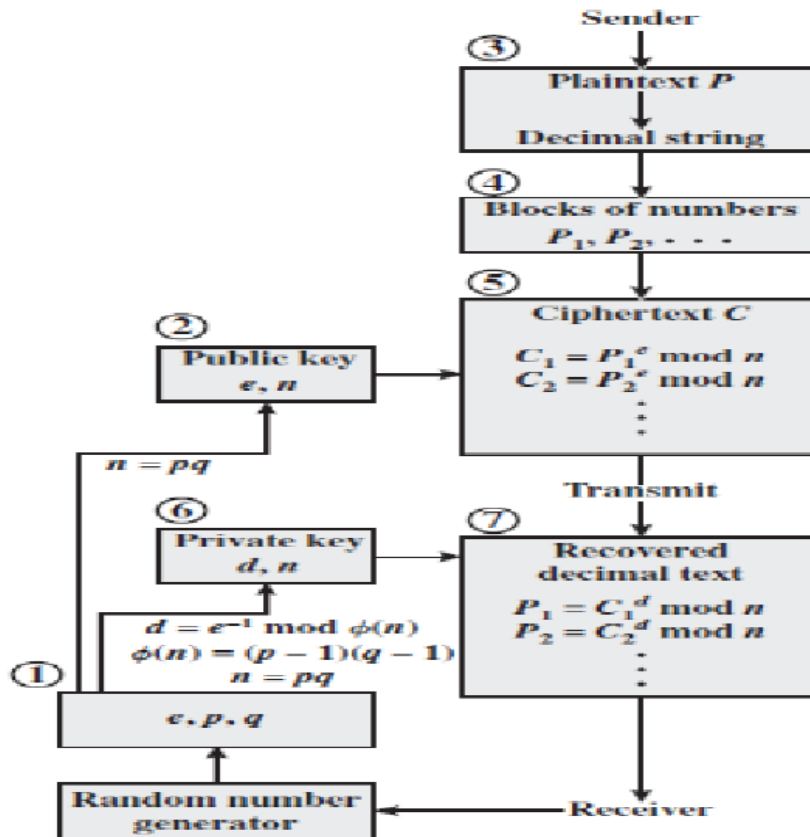 Sender
③
Plaintext P
Decimal string
④
Blocks of numbers
P₁, P₂, . . .
⑤
Ciphertext C
C₁ = P₁ᵉ mod n
C₂ = P₂ᵉ mod n
.
.
.
②
Public key
e, n
n = pq
Transmit
⑥
Private key
d, n
d = e⁻¹ mod ϕ(n)
ϕ(n) = (p − 1)(q − 1)
n = pq
⑦
Recovered
decimal text
P₁ = C₁ᵈ mod n
P₂ = C₂ᵈ mod n
.
.
.
①
e, p, q
Random number
generator
Receiver